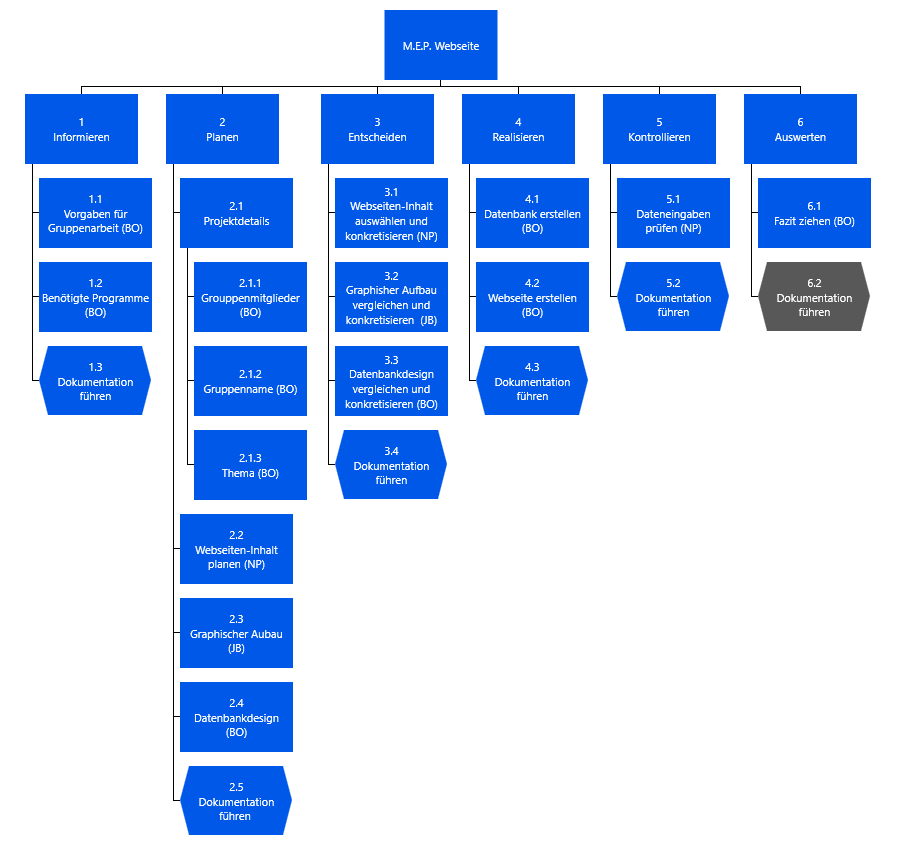 M.E.P. Webseite
1
Informieren
1.1
Vorgaben für
Gruppenarbeit (BO)
1.2
Benötigte Programme
(BO)
1.3
Dokumentation
führen
2
Planen
2.1
Projektdetails
2.1.1
Grouppenmitglieder
(BO)
2.1.2
Gruppenname (BO)
2.1.3
Thema (BO)
2.2
Webseiten-Inhalt
planen (NP)
2.3
Graphischer Aubau
(JB)
2.4
Datenbankdesign
(BO)
2.5
Dokumentation
führen
3
Entscheiden
3.1
Webseiten-Inhalt
auswählen und
konkretisieren (NP)
3.2
Graphisher Aufbau
vergleichen und
konkretisieren (JB)
3.3
Datenbankdesign
vergleichen und
konkretisieren (BO)
3.4
Dokumentation
führen
4
Realisieren
4.1
Datenbank erstellen
(BO)
4.2
Webseite erstellen
(BO)
4.3
Dokumentation
führen
5
Kontrollieren
5.1
Dateneingaben
prüfen (NP)
5.2
Dokumentation
führen
6
Auswerten
6.1
Fazit ziehen (BO)
6.2
Dokumentation
führen